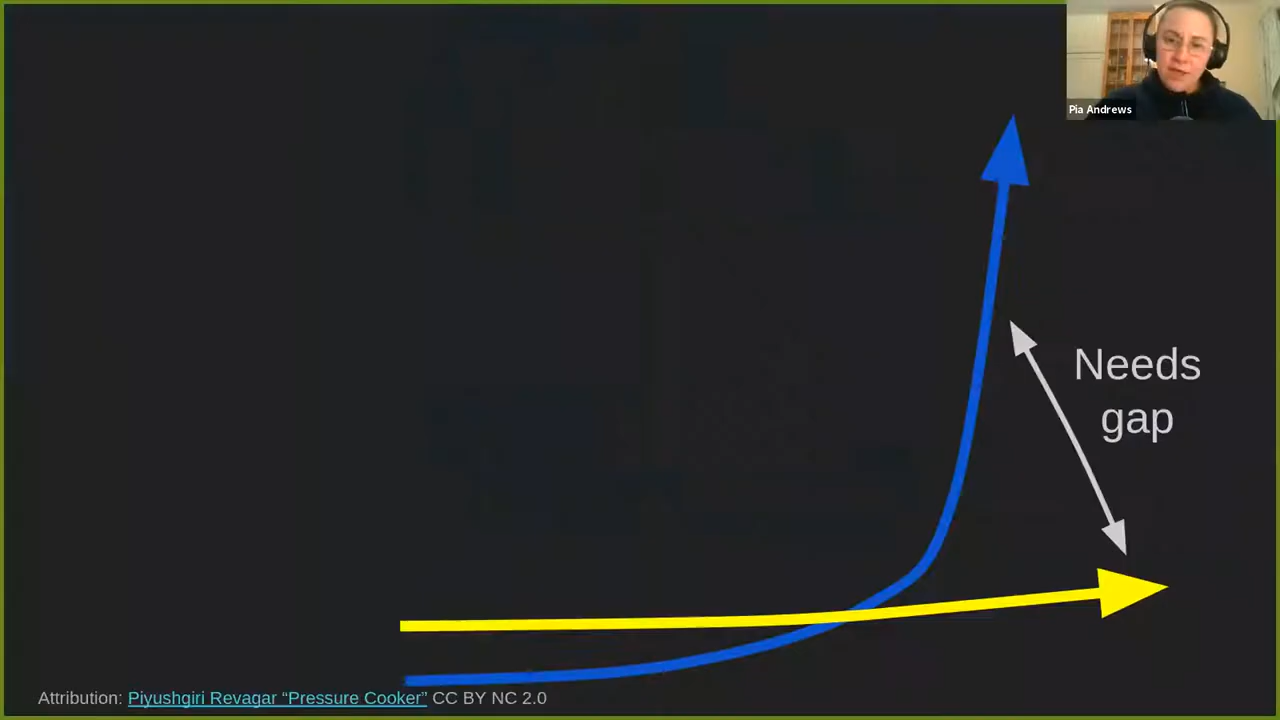 Pia Andrews
Needs
gap
Attribution: Piyushgiri Revagar “Pressure Cooker” CC BY NC 2.0